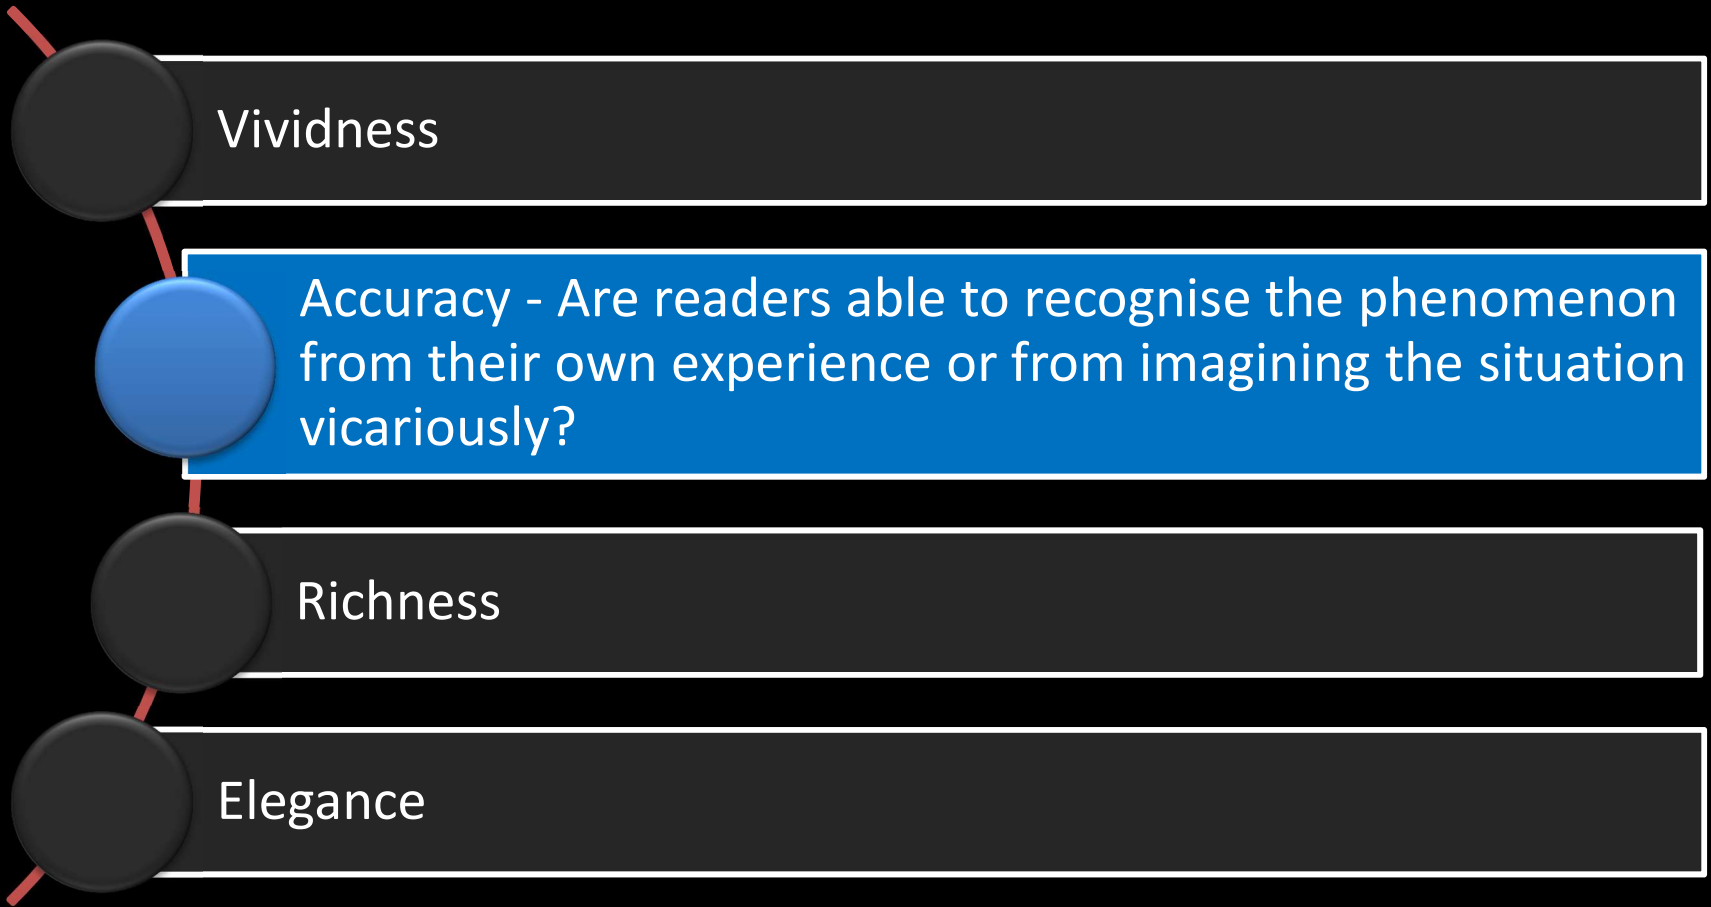 Vividness
Accuracy - Are readers able to recognise the phenomenon
from their own experience or from imagining the situation
vicariously?
Richness
Elegance